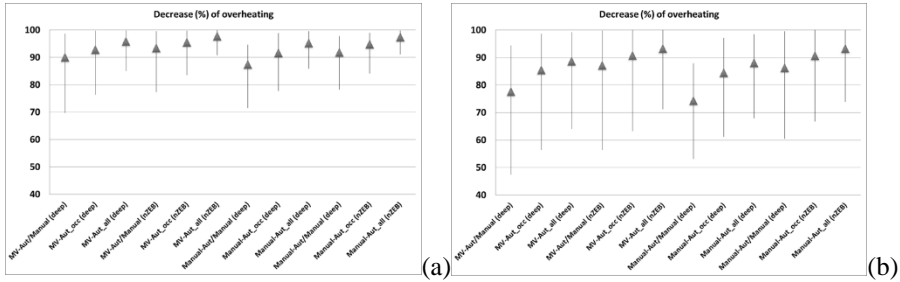 Decrease (%) of overheating
100
90
80
70
60
50
40
MV-Aut/Manual (deep)
MV-Aut_occ (deep)
MV-Aut_all (deep)
MV-Aut/Manual (nZEB)
MV-Aut_occ (nZEB)
MV-Aut_all (nZEB)
Manual-Aut/Manual (deep)
Manual-Aut_occ (deep)
Manual-Aut_all (deep)
Manual-Aut/Manual (deep)
Manual-Aut_occ (nZEB)
Manual-Aut_all (nZEB)
(a)
Decrease (%) of overheating
100
90
80
70
60
50
40
MV-Aut/Manual (deep)
MV-Aut_occ (deep)
MV-Aut_all (deep)
MV-Aut/Manual (nZEB)
MV-Aut_occ (nZEB)
MV-Aut_all (nZEB)
Manual-Aut/Manual (deep)
Manual-Aut_occ (deep)
Manual-Aut_all (deep)
Manual-Aut/Manual (deep)
Manual-Aut_occ (nZEB)
Manual-Aut_all (nZEB)
(b)